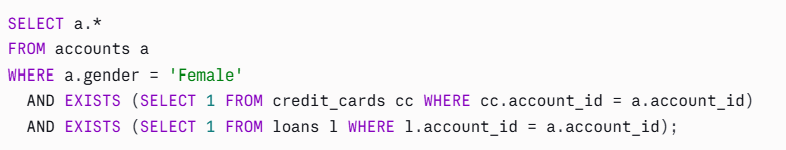 SELECT a.*
FROM accounts a
WHERE a.gender = 'Female'
  AND EXISTS (SELECT 1 FROM credit_cards cc WHERE cc.account_id = a.account_id)
  AND EXISTS (SELECT 1 FROM loans l WHERE l.account_id = a.account_id);